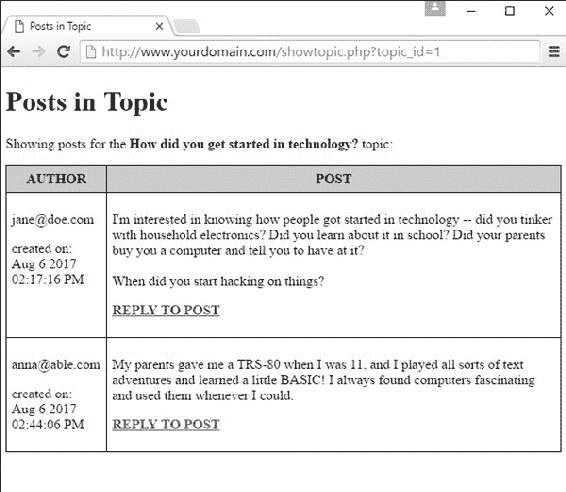 Posts in Topic
http://www.yourdomain.com/showtopic.php?topic_id=1
Posts in Topic
Showing posts for the How did you get started in technology? topic:
AUTHOR POST
jane@doe.com
created on:
Aug 6 2017
02:17:16 PM
I'm interested in knowing how people got started in technology -- did you tinker
with household electronics? Did you learn about it in school? Did your parents
buy you a computer and tell you to have at it?
When did you start hacking on things?
REPLY TO POST
anna@able.com
created on:
Aug 6 2017
02:44:06 PM
My parents gave me a TRS-80 when I was 11, and I played all sorts of text
adventures and learned a little BASIC! I always found computers fascinating
and used them whenever I could.
REPLY TO POST